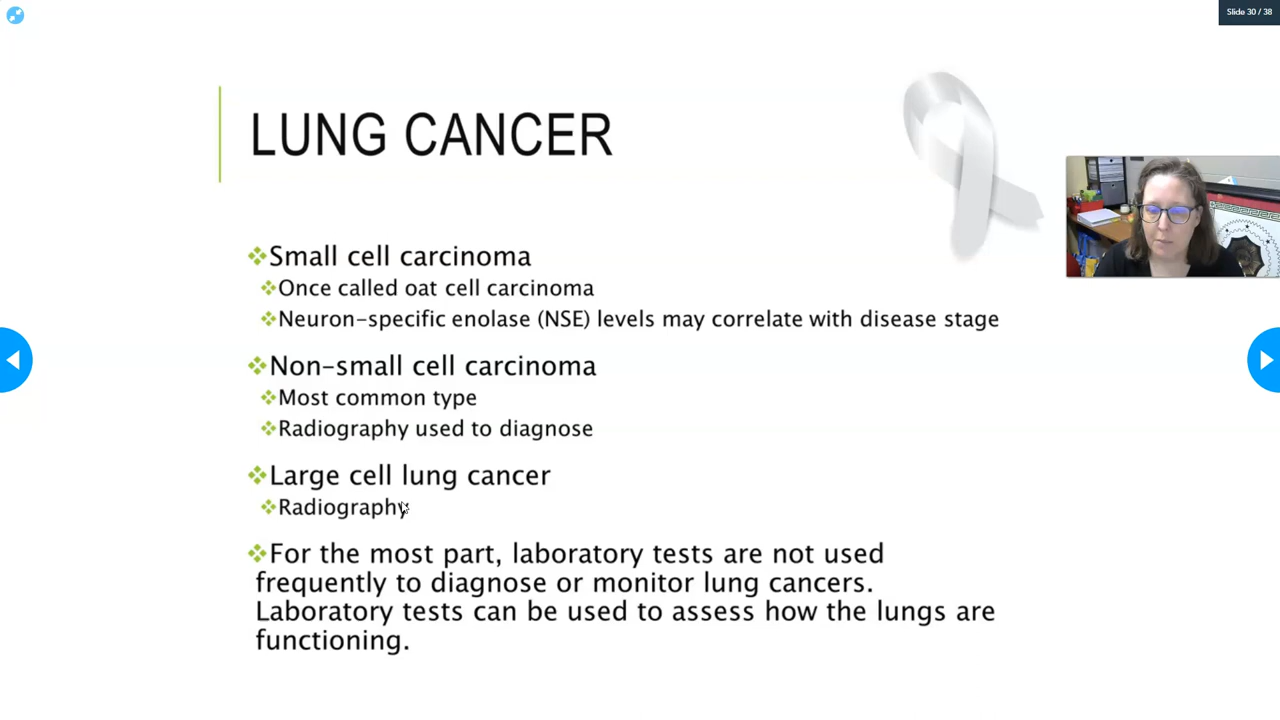 Slide 30 / 38
LUNG CANCER
Small cell carcinoma
Once called oat cell carcinoma
Neuron-specific enolase (NSE) levels may correlate with disease stage
Non-small cell carcinoma
Most common type
Radiography used to diagnose
Large cell lung cancer
Radiography
For the most part, laboratory tests are not used
frequently to diagnose or monitor lung cancers.
Laboratory tests can be used to assess how the lungs are
functioning.